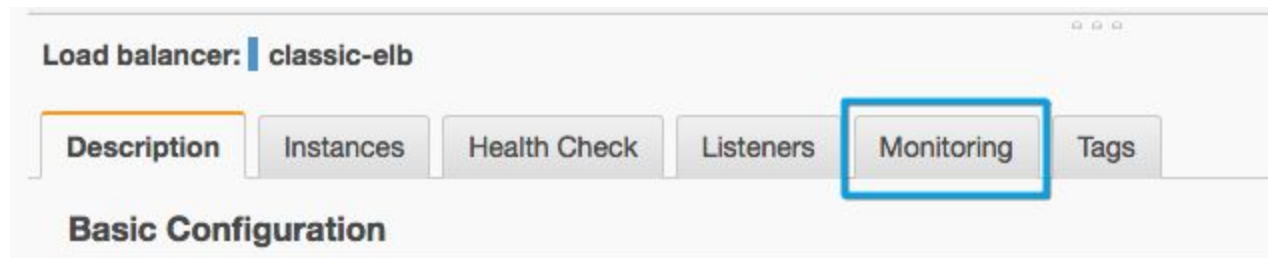 Load balancer: classic-elb
Description Instances Health Check Listeners Monitoring Tags
Basic Configuration